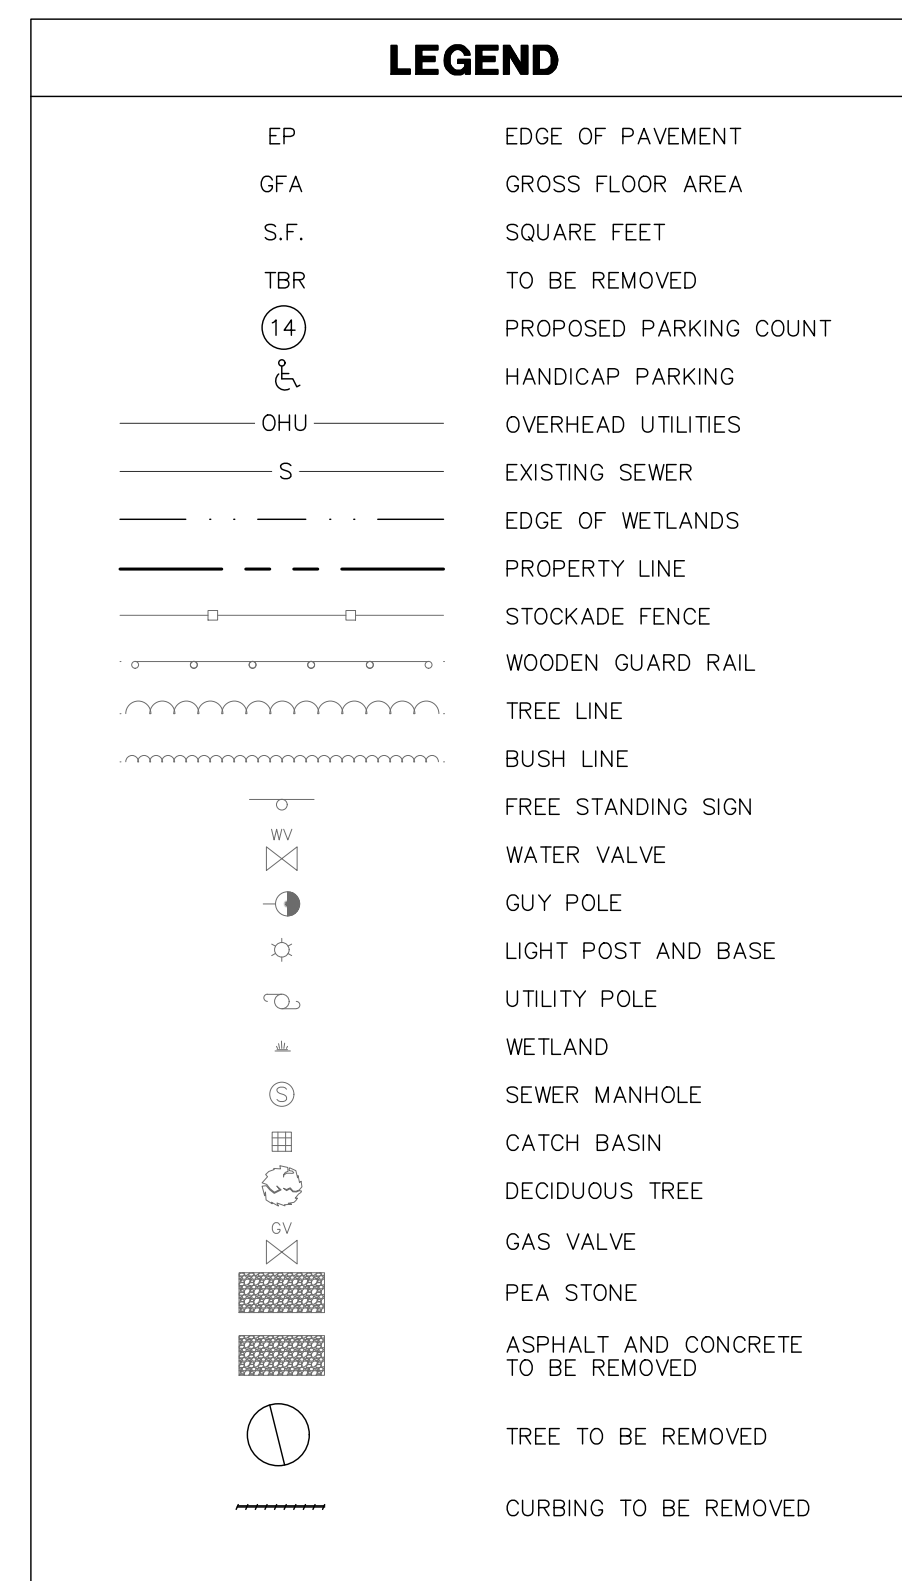 LEGEND
EP EDGE OF PAVEMENT
GFA GROSS FLOOR AREA
S.F. SQUARE FEET
TBR TO BE REMOVED
14 PROPOSED PARKING COUNT
HANDICAP PARKING
OHU OVERHEAD UTILITIES
S EXISTING SEWER
EDGE OF WETLANDS
PROPERTY LINE
STOCKADE FENCE
WOODEN GUARD RAIL
TREE LINE
BUSH LINE
FREE STANDING SIGN
WV
WATER VALVE
GUY POLE
LIGHT POST AND BASE
UTILITY POLE
WETLAND
S SEWER MANHOLE
CATCH BASIN
DECIDUOUS TREE
GV
GAS VALVE
PEA STONE
ASPHALT AND CONCRETE
TO BE REMOVED
TREE TO BE REMOVED
CURBING TO BE REMOVED